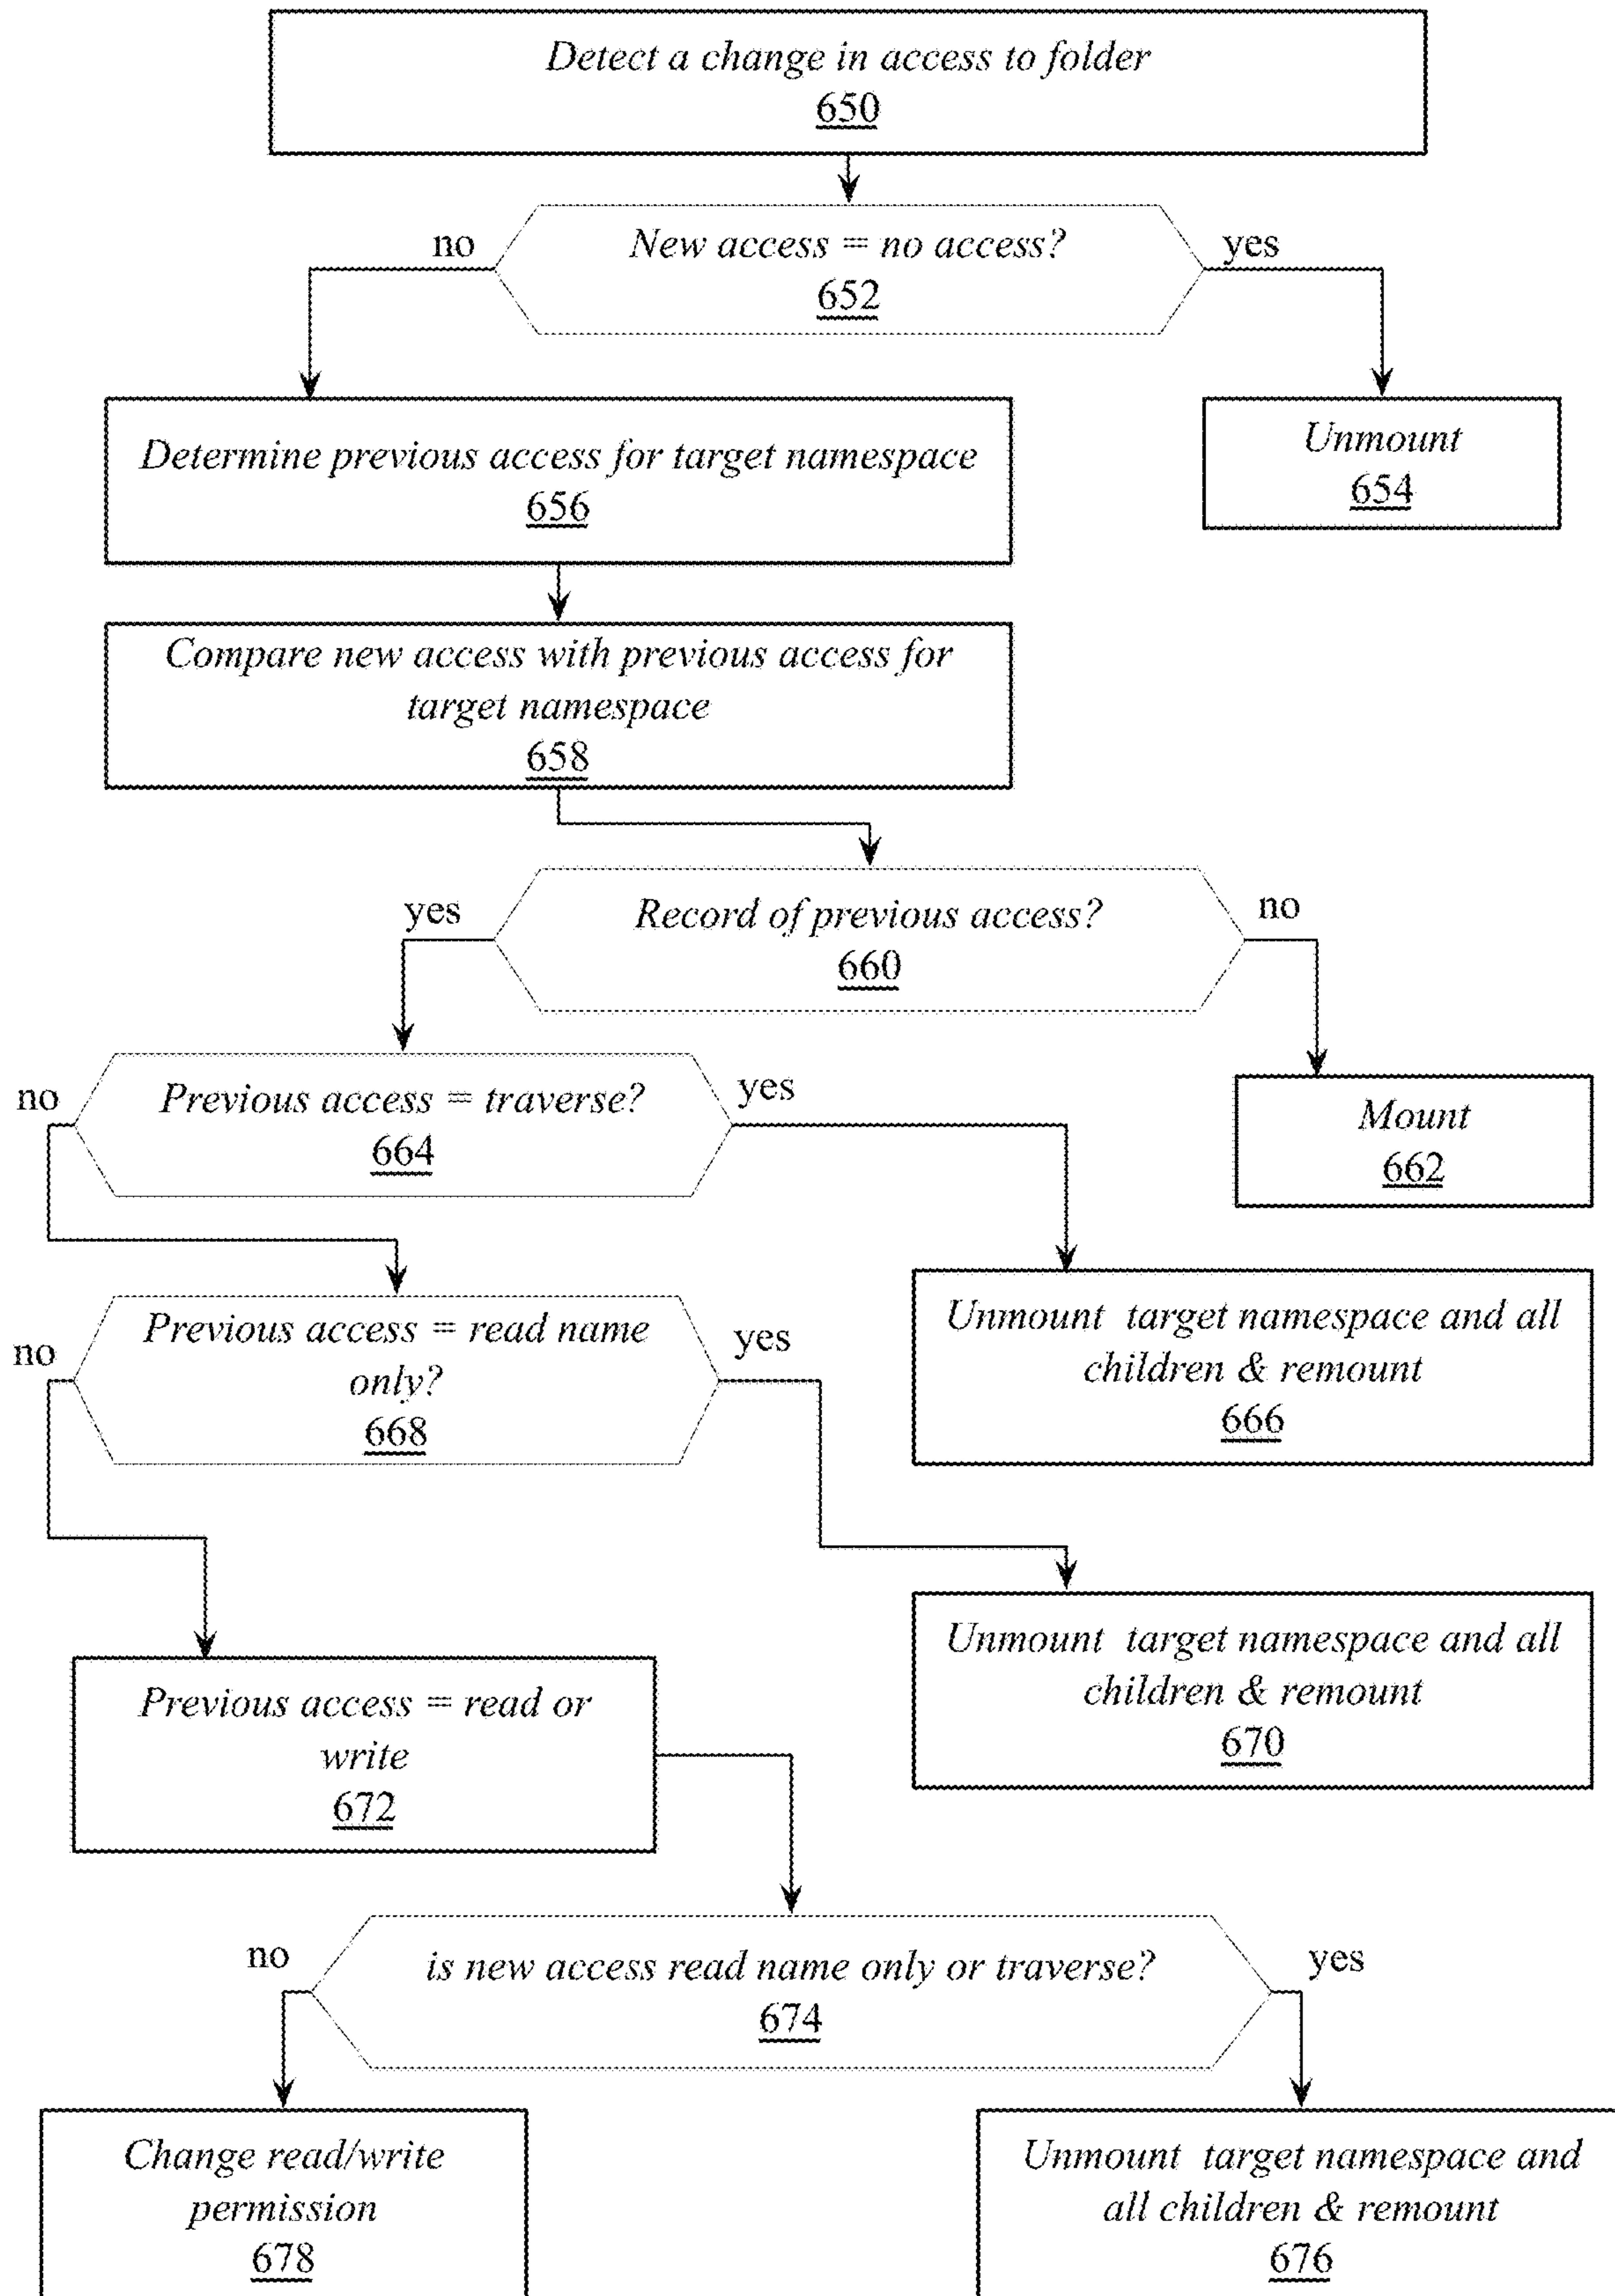 Detect a change in access to folder
650
no
New access = no access?
yes
652
Determine previous access for target namespace
656
Unmount
654
Compare new access with previous access for
target namespace
658
yes
Record of previous access?
no
660
no
Previous access = traverse?
yes
664
Mount
662
no
Previous access = read name
only?
yes
668
Unmount target namespace and all
children & remount
666
Unmount target namespace and all
children & remount
670
Previous access = read or
write
672
no
is new access read name only or traverse?
yes
674
Change read/write
permission
678
Unmount target namespace and
all children & remount
676